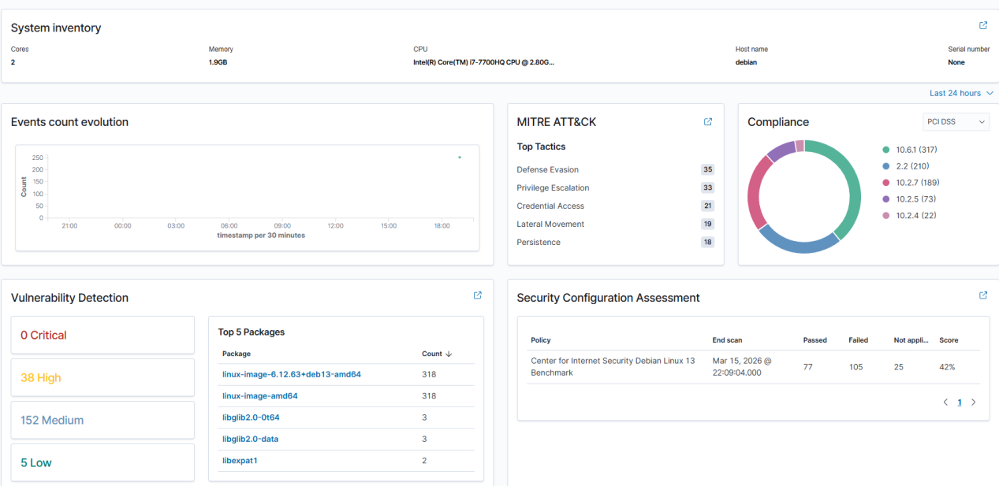 System inventory
Cores
2
Memory
1.9GB
CPU
Intel(R) Core(TM) i7-7700HQ CPU @ 2.80G...
Host name
debian
Serial number
None
Last 24 hours
Events count evolution
Count
250
200
150
100
50
0
21:00 00:00 03:00 06:00 09:00 12:00 15:00 18:00
timestamp per 30 minutes
MITRE ATT&CK
Top Tactics
Defense Evasion 35
Privilege Escalation 33
Credential Access 21
Lateral Movement 19
Persistence 18
Compliance
PCI DSS
10.6.1 (317)
2.2 (210)
10.2.7 (189)
10.2.5 (73)
10.2.4 (22)
Vulnerability Detection
0 Critical
38 High
152 Medium
5 Low
Top 5 Packages
Package Count
linux-image-6.12.63+deb13-amd64 318
linux-image-amd64 318
libglib2.0-0t64 3
libglib2.0-data 3
libexpat1 2
Security Configuration Assessment
Policy End scan Passed Failed Not appli... Score
Center for Internet Security Debian Linux 13 Mar 15, 2026 @ 77 105 25 42%
Benchmark 22:09:04.000
1